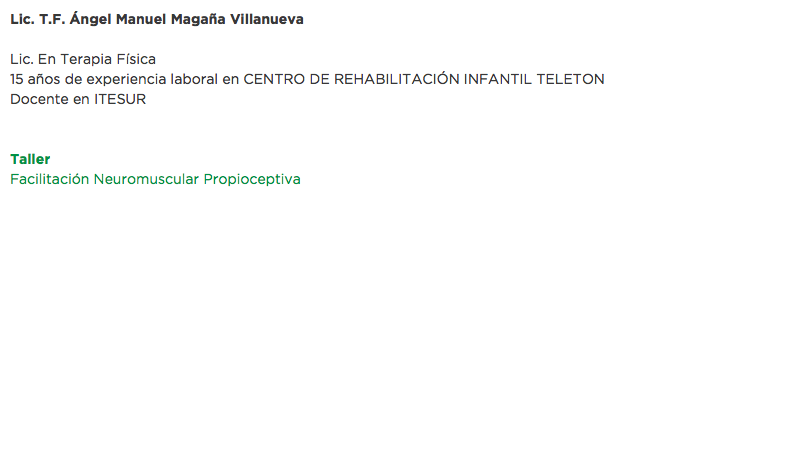 Lic. T.F. Ángel Manuel Magaña Villanueva
Lic. En Terapia Física
15 años de experiencia laboral en CENTRO DE REHABILITACIÓN INFANTIL TELETON
Docente en ITESUR
Taller
Facilitación Neuromuscular Propioceptiva